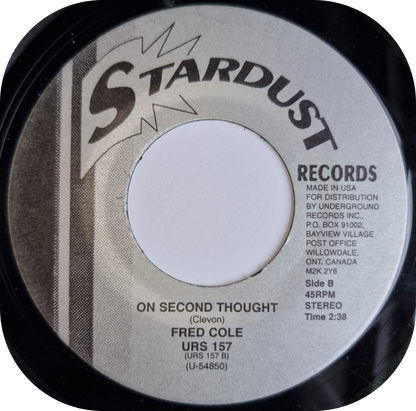 STARDUST
RECORDS
MADE IN USA
FOR DISTRIBUTION
BY UNDERGROUND
RECORDS INC.,
P.O. BOX 91002,
BAYVIEW VILLAGE
POST OFFICE
WILLOWDALE,
ONT. CANADA
M2K 2Y6
Side B
45RPM
STEREO
Time 2:38
ON SECOND THOUGHT
(Clevon)
FRED COLE
URS 157
(URS 157 B)
(U-54850)